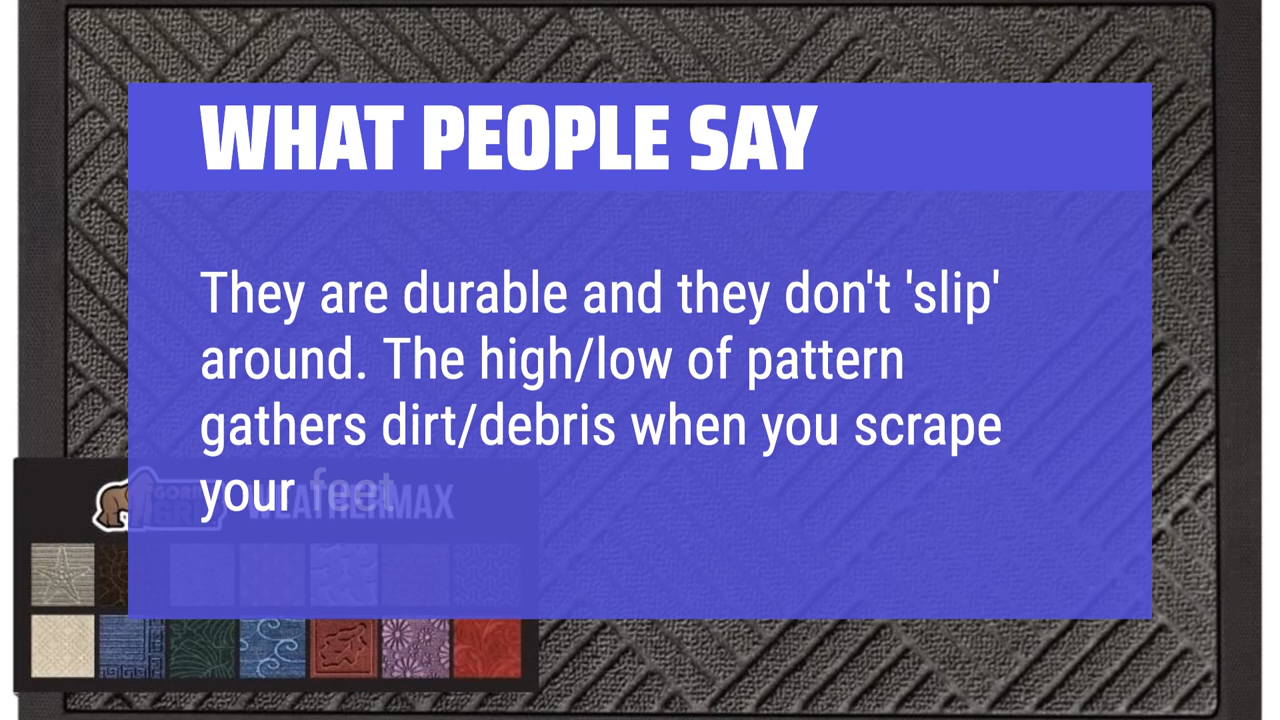 WHAT PEOPLE SAY
They are durable and they don't 'slip'
around. The high/low of pattern
gathers dirt/debris when you scrape
your feet
WEATHERMAX